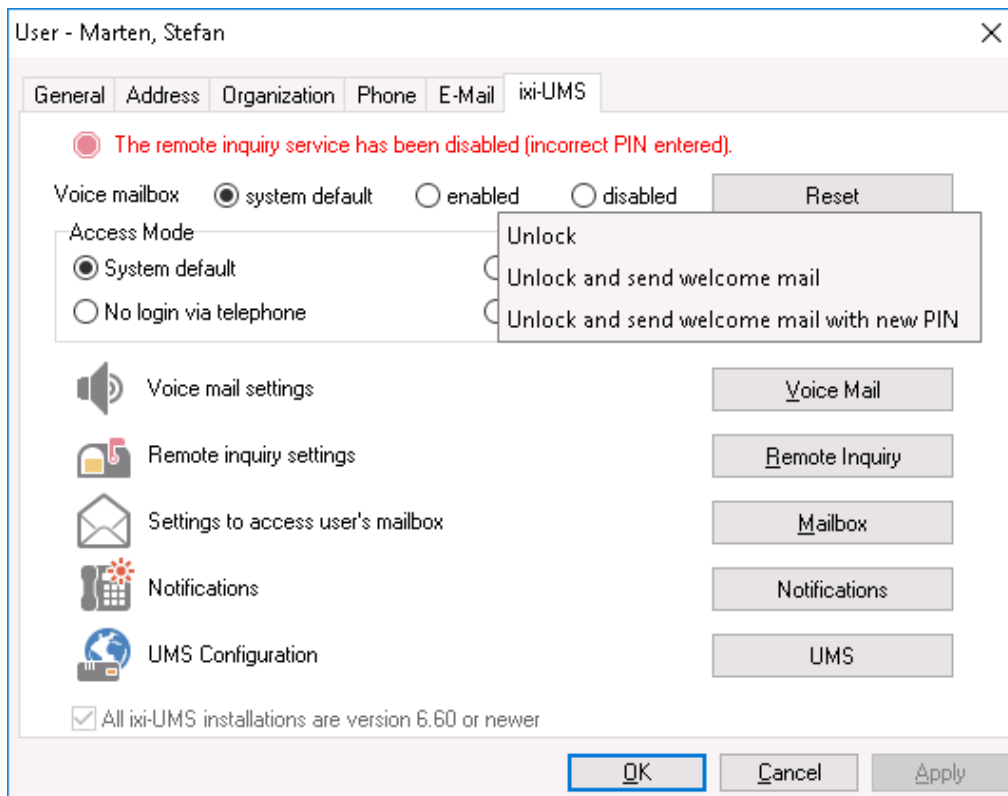 User - Marten, Stefan
General Address Organization Phone E-Mail ixi-UMS
The remote inquiry service has been disabled (incorrect PIN entered).
Voice mailbox system default enabled disabled Reset
Access Mode
Unlock
System default
Unlock and send welcome mail
No login via telephone
Unlock and send welcome mail with new PIN
Voice mail settings Voice Mail
Remote inquiry settings Remote Inquiry
Settings to access user's mailbox Mailbox
Notifications Notifications
UMS Configuration UMS
All ixi-UMS installations are version 6.60 or newer
OK Cancel Apply